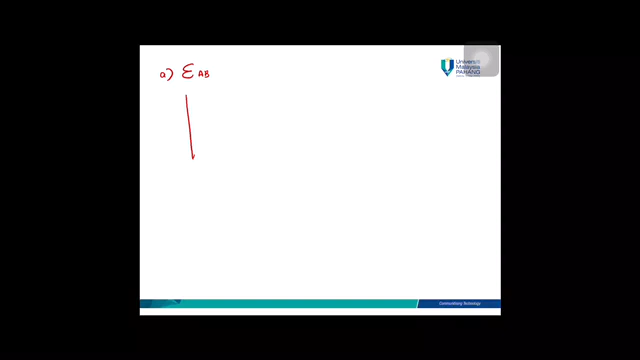 a) Ɛ AB
Universiti
Malaysia
PAHANG
Communitising Technology